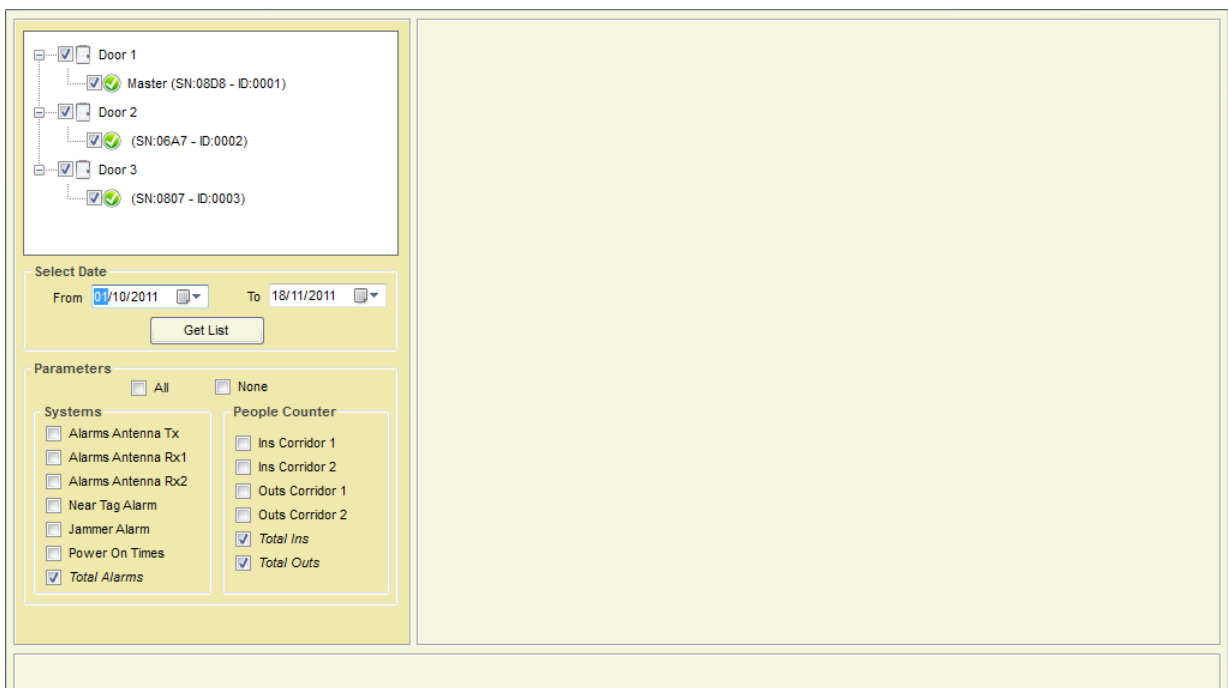 Door 1
Master (SN:08D8 - ID:0001)
Door 2
(SN:06A7 - ID:0002)
Door 3
(SN:0807 - ID:0003)
Select Date
From 01/10/2011 To 18/11/2011
Get List
Parameters
All None
Systems
Alarms Antenna Tx
Alarms Antenna Rx1
Alarms Antenna Rx2
Near Tag Alarm
Jammer Alarm
Power On Times
Total Alarms
People Counter
Ins Corridor 1
Ins Corridor 2
Outs Corridor 1
Outs Corridor 2
Total Ins
Total Outs